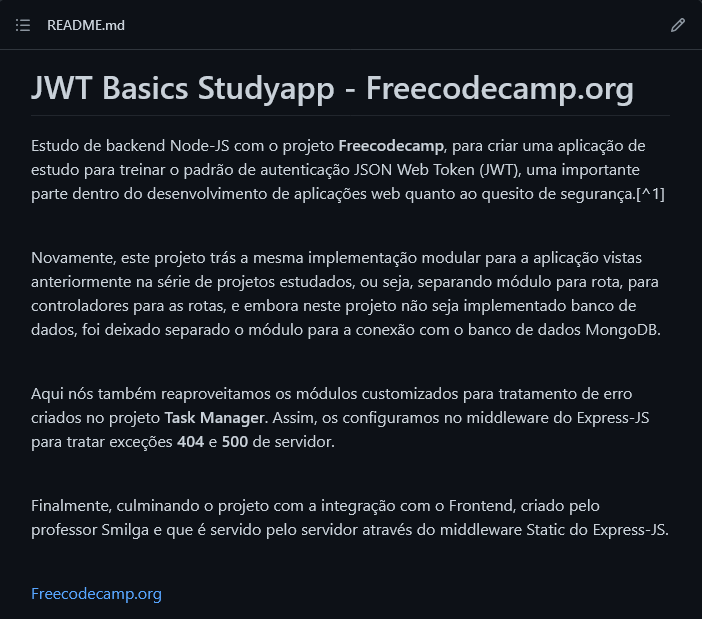 README.md
JWT Basics Studyapp - Freecodecamp.org
Estudo de backend Node-JS com o projeto Freecodecamp, para criar uma aplicação de
estudo para treinar o padrão de autenticação JSON Web Token (JWT), uma importante
parte dentro do desenvolvimento de aplicações web quanto ao quesito de segurança.[^1]
Novamente, este projeto trás a mesma implementação modular para a aplicação vistas
anteriormente na série de projetos estudados, ou seja, separando módulo para rota, para
controladores para as rotas, e embora neste projeto não seja implementado banco de
dados, foi deixado separado o módulo para a conexão com o banco de dados MongoDB.
Aqui nós também reaproveitamos os módulos customizados para tratamento de erro
criados no projeto Task Manager. Assim, os configuramos no middleware do Express-JS
para tratar exceções 404 e 500 de servidor.
Finalmente, culminando o projeto com a integração com o Frontend, criado pelo
professor Smilga e que é servido pelo servidor através do middleware Static do Express-JS.
Freecodecamp.org